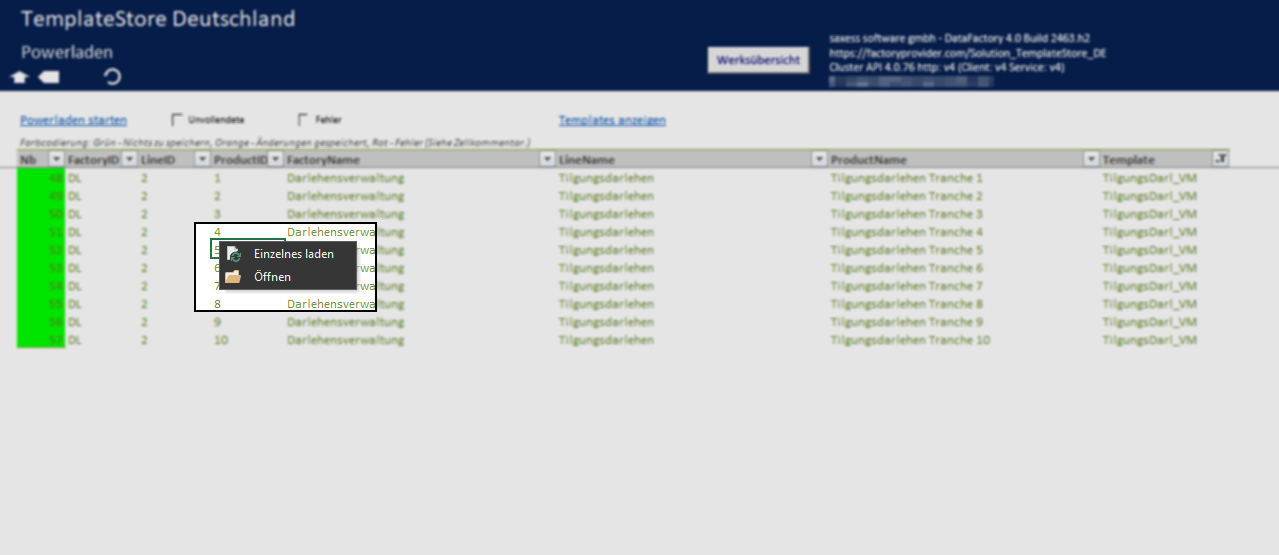 TemplateStore Deutschland
Powerladen
Werksübersicht
saxess software gmbh - DataFactory 4.0 Build 2463.h2
https://factoryprovider.com/Solution_TemplateStore_DE
Cluster API 4.0.76 http: v4 (Client: v4 Service: v4)
Powerladen starten Unvollendete Fehler Templates anzeigen
Farbcodierung: Grün - Nichts zu speichern, Orange - Änderungen gespeichert, Rot - Fehler (Siehe Zellkommentar.)
Nb FactoryID LineID ProductID FactoryName LineName ProductName Template
48 DL 2 1 Darlehensverwaltung Tilgungsdarlehen Tilgungsdarlehen Tranche 1 TilgungsDarl_VM
49 DL 2 2 Darlehensverwaltung Tilgungsdarlehen Tilgungsdarlehen Tranche 2 TilgungsDarl_VM
50 DL 2 3 Darlehensverwaltung Tilgungsdarlehen Tilgungsdarlehen Tranche 3 TilgungsDarl_VM
51 DL 2 4 Darlehensverwaltung Tilgungsdarlehen Tilgungsdarlehen Tranche 4 TilgungsDarl_VM
52 DL 2 5 Tilgungsdarlehen Tilgungsdarlehen Tranche 5 TilgungsDarl_VM
Einzelnes laden
53 DL 2 6 Tilgungsdarlehen Tilgungsdarlehen Tranche 6 TilgungsDarl_VM
Öffnen
54 DL 2 7 Tilgungsdarlehen Tilgungsdarlehen Tranche 7 TilgungsDarl_VM
55 DL 2 8 Darlehensverwaltung Tilgungsdarlehen Tilgungsdarlehen Tranche 8 TilgungsDarl_VM
56 DL 2 9 Darlehensverwaltung Tilgungsdarlehen Tilgungsdarlehen Tranche 9 TilgungsDarl_VM
57 DL 2 10 Darlehensverwaltung Tilgungsdarlehen Tilgungsdarlehen Tranche 10 TilgungsDarl_VM